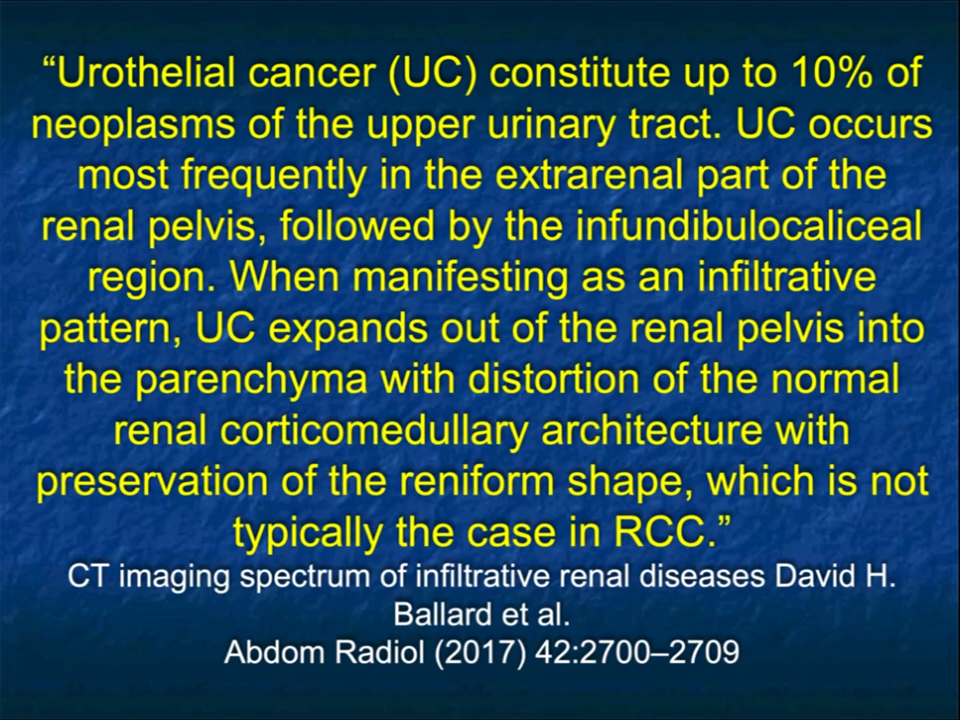 “Urothelial cancer (UC) constitute up to 10% of
neoplasms of the upper urinary tract. UC occurs
most frequently in the extrarenal part of the
renal pelvis, followed by the infundibulocaliceal
region. When manifesting as an infiltrative
pattern, UC expands out of the renal pelvis into
the parenchyma with distortion of the normal
renal corticomedullary architecture with
preservation of the reniform shape, which is not
typically the case in RCC.”
CT imaging spectrum of infiltrative renal diseases David H.
Ballard et al.
Abdom Radiol (2017) 42:2700–2709